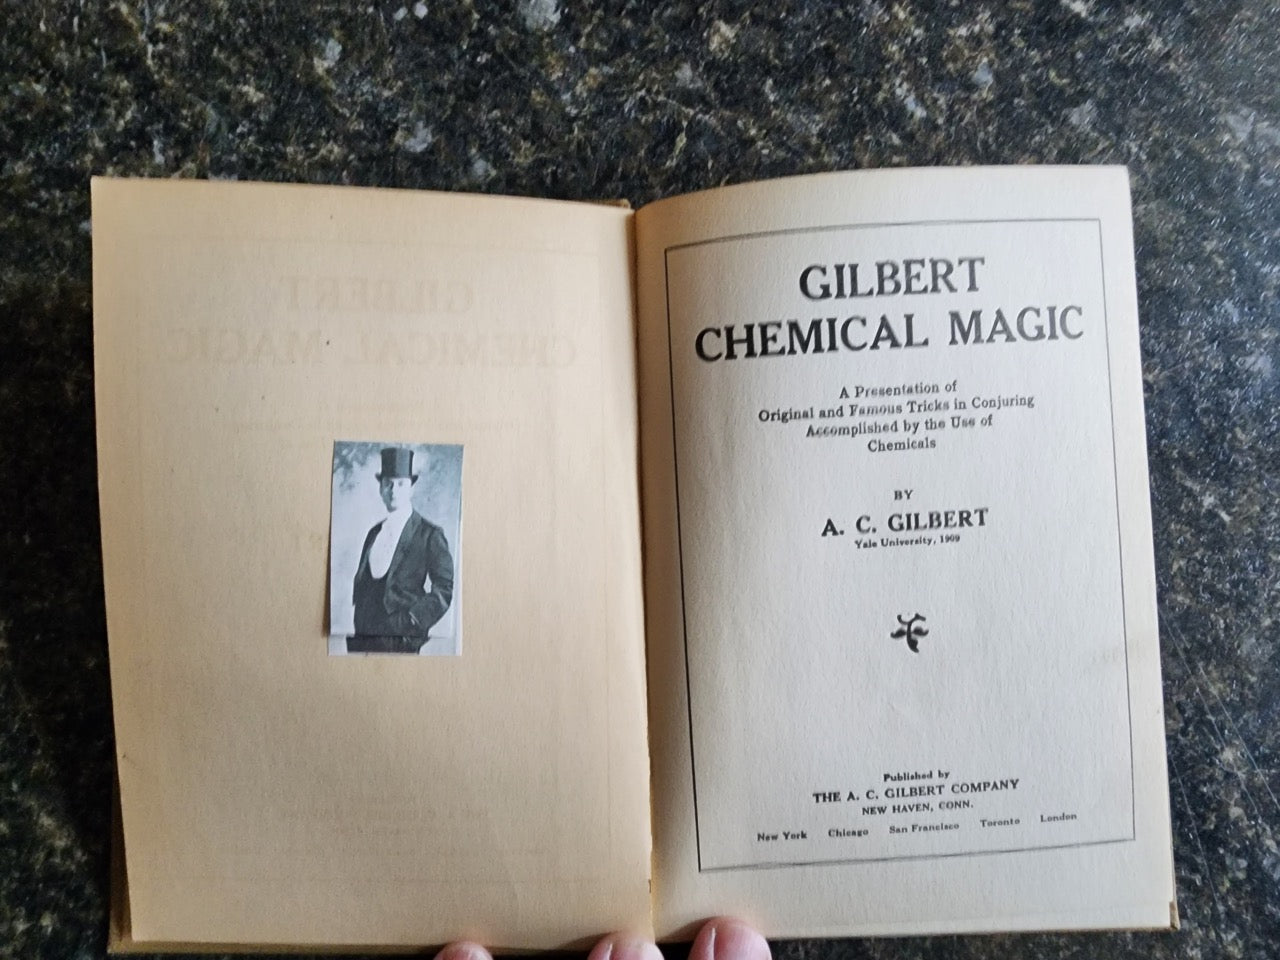 GILBERT
CHEMICAL MAGIC
A Presentation of
Original and Famous Tricks in Conjuring
Accomplished by the Use of
Chemicals
BY
A. C. GILBERT
Yale University, 1909
Published by
THE A. C. GILBERT COMPANY
NEW HAVEN, CONN.
New York Chicago San Francisco Toronto London